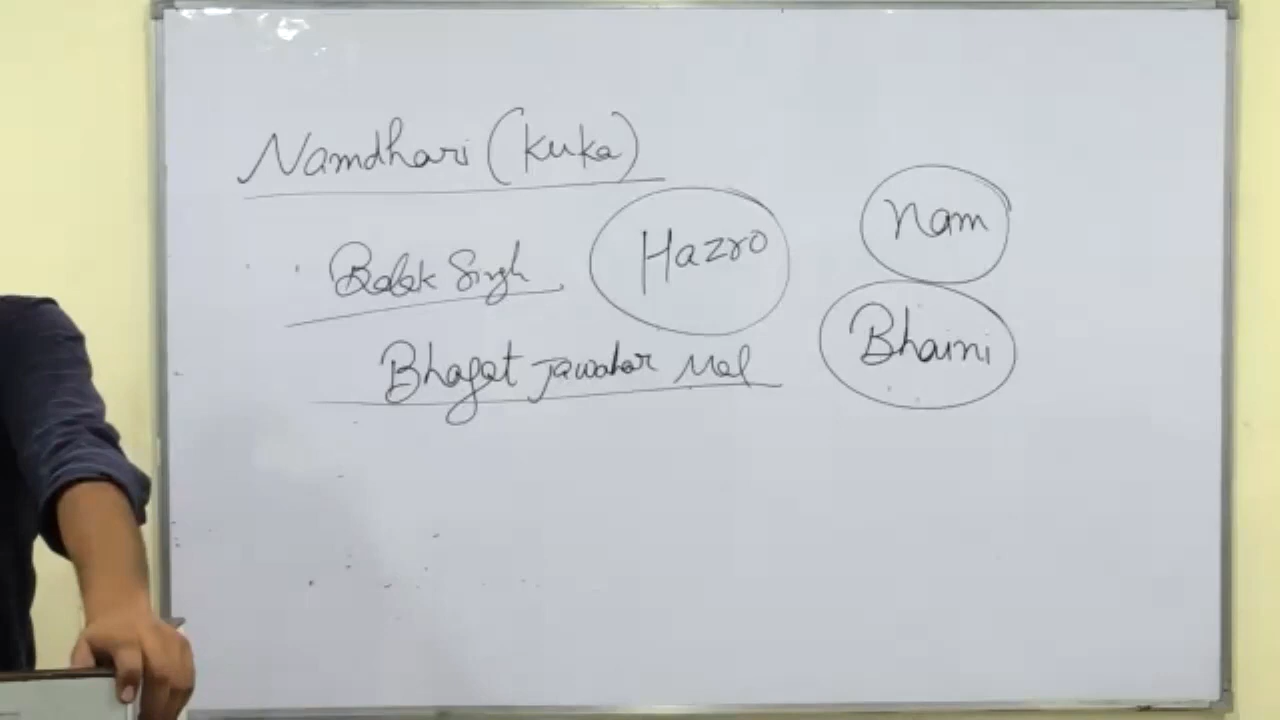 Namdhari (Kuka)
Balak Singh
Hazro
Nam
Bhagat Jawahar Mal
Bhaini